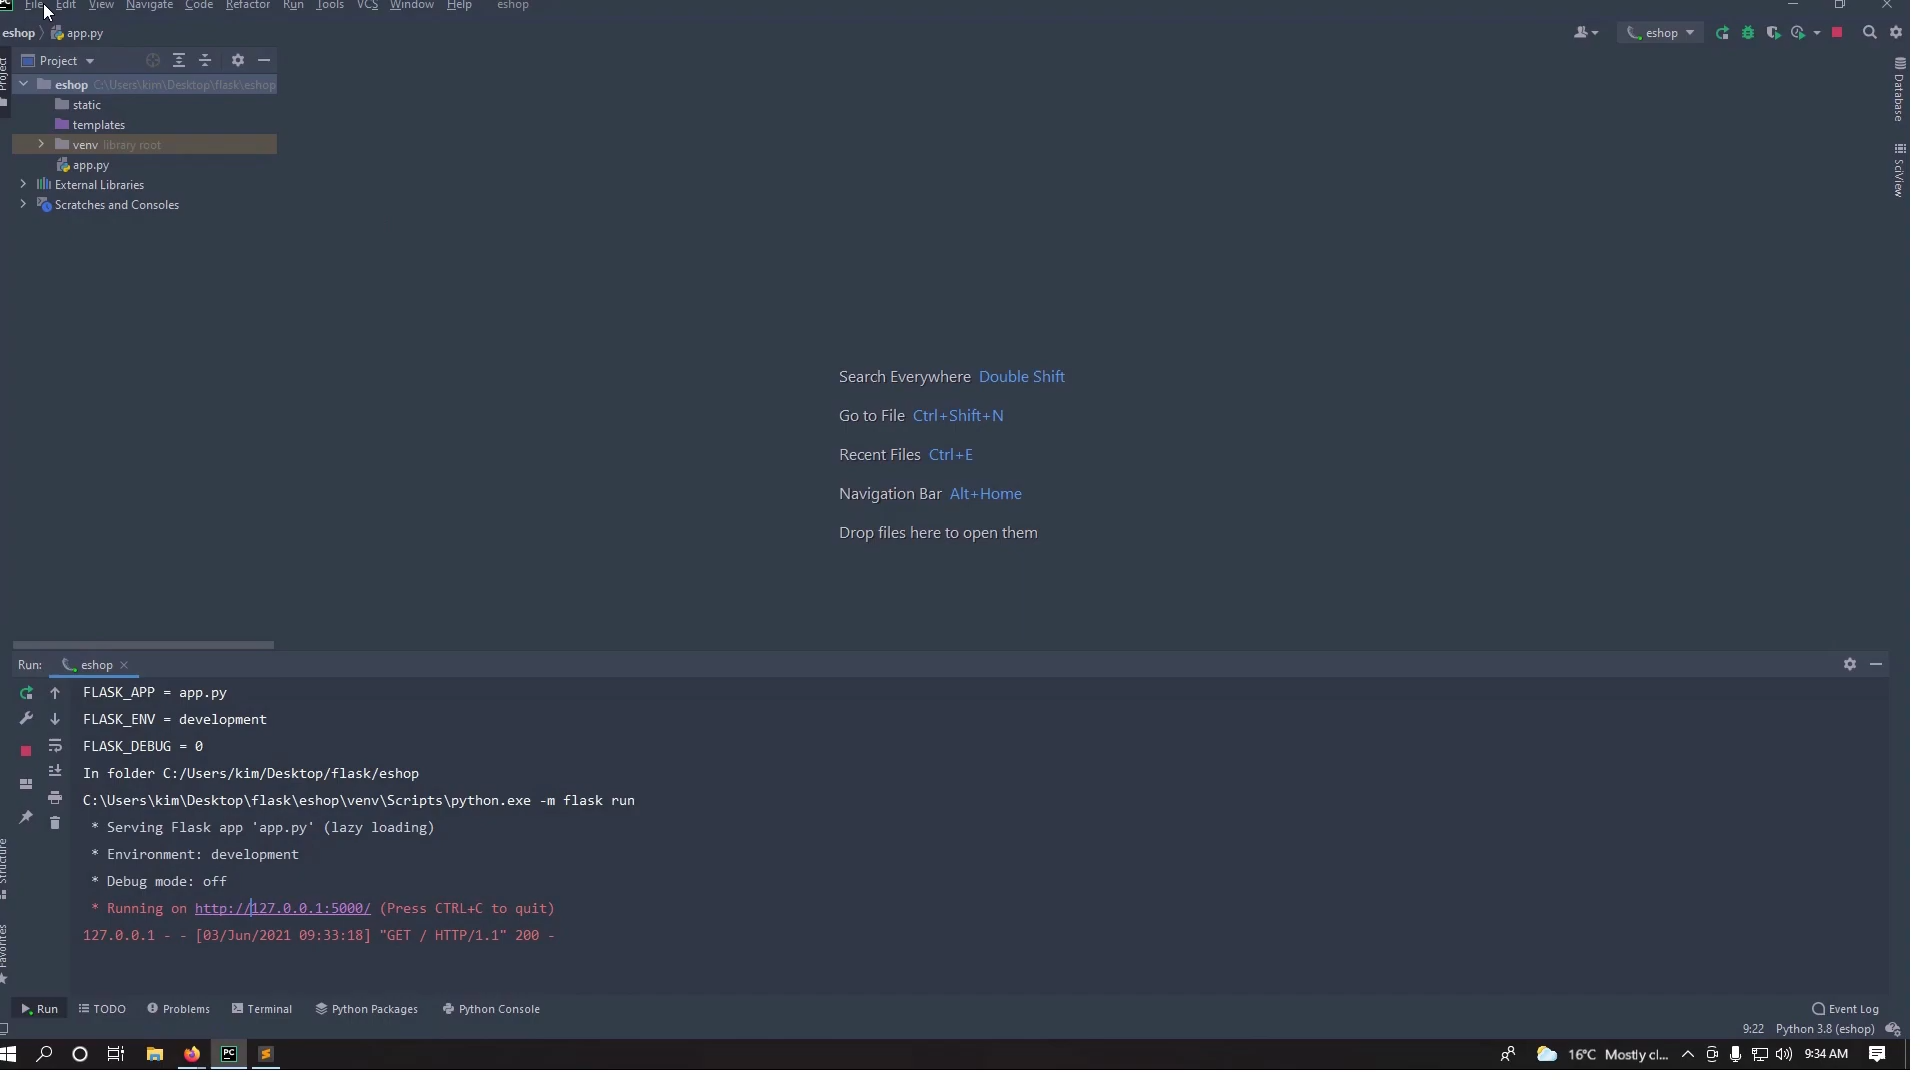 File Edit View Navigate Code Refactor Run Tools VCS Window Help eshop
eshop app.py
eshop
Project
Project
eshop C:\Users\kim\Desktop\flask\eshop
static
templates
venv library root
app.py
External Libraries
Scratches and Consoles
Database
SciView
Search Everywhere Double Shift
Go to File Ctrl+Shift+N
Recent Files Ctrl+E
Navigation Bar Alt+Home
Drop files here to open them
Run: eshop
FLASK_APP = app.py
FLASK_ENV = development
FLASK_DEBUG = 0
In folder C:/Users/kim/Desktop/flask/eshop
C:\Users\kim\Desktop\flask\eshop\venv\Scripts\python.exe -m flask run
* Serving Flask app 'app.py' (lazy loading)
* Environment: development
* Debug mode: off
* Running on http://127.0.0.1:5000/ (Press CTRL+C to quit)
127.0.0.1 - - [03/Jun/2021 09:33:18] "GET / HTTP/1.1" 200 -
Structure
Favorites
Run TODO Problems Terminal Python Packages Python Console Event Log
9:22 Python 3.8 (eshop)
PC
16°C Mostly cl... 9:34 AM